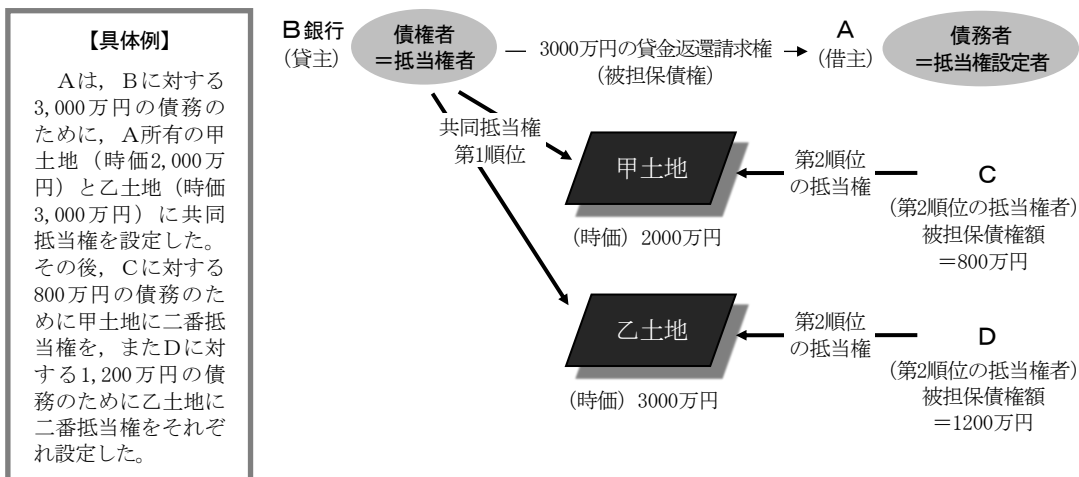 【具体例】
Aは，Bに対する
3,000万円の債務の
ために，A所有の甲
土地（時価2,000万
円）と乙土地（時価
3,000万円）に共同
抵当権を設定した。
その後，Cに対する
800万円の債務のた
めに甲土地に二番抵
当権を，またDに対
する1,200万円の債
務のために乙土地に
二番抵当権をそれぞ
れ設定した。
B銀行
（貸主）
債権者
＝抵当権者
3000万円の貸金返還請求権
（被担保債権）
A
（借主）
債務者
＝抵当権設定者
共同抵当権
第1順位
甲土地
（時価）2000万円
第2順位
の抵当権
C
（第2順位の抵当権者）
被担保債権額
＝800万円
乙土地
（時価）3000万円
第2順位
の抵当権
D
（第2順位の抵当権者）
被担保債権額
＝1200万円